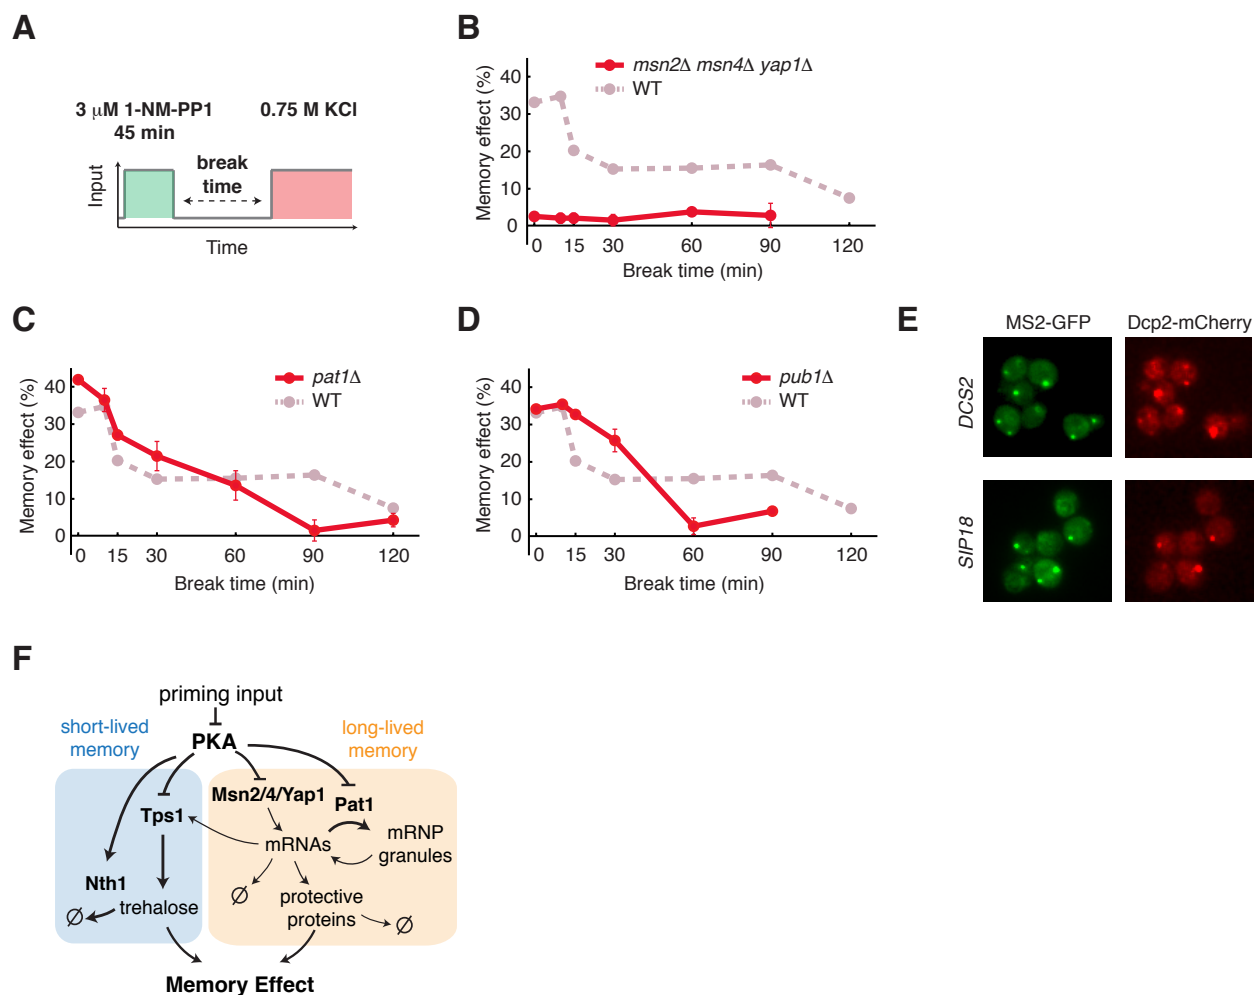 A
3 μM 1-NM-PP1
45 min
0.75 M KCl
break
time
Input
Time
B
Memory effect (%)
40
30
20
10
0
msn2Δ msn4Δ yap1Δ
WT
0 15 30 60 90 120
Break time (min)
C
Memory effect (%)
40
30
20
10
0
pat1Δ
WT
0 15 30 60 90 120
Break time (min)
D
Memory effect (%)
40
30
20
10
0
pub1Δ
WT
0 15 30 60 90 120
Break time (min)
E
MS2-GFP Dcp2-mCherry
DCS2
SIP18
F
priming input
short-lived
memory
PKA
long-lived
memory
Msn2/4/Yap1
Pat1
Tps1
mRNAs
mRNP
granules
Nth1
∅
trehalose
∅
protective
proteins
∅
Memory Effect